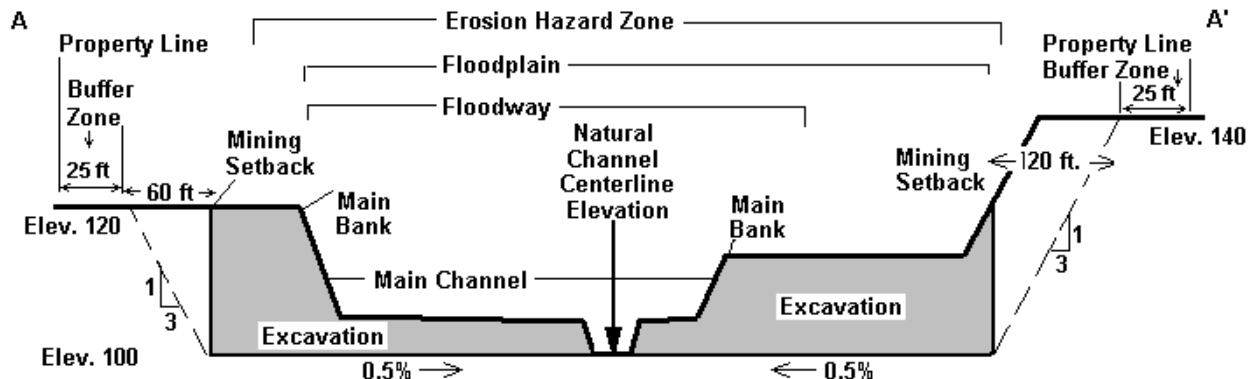 A
Erosion Hazard Zone
A'
Property Line
Property Line
Buffer Zone
Floodplain
Buffer
Zone
25 ft
Floodway
Natural
Channel
Centerline
Elevation
Elev. 140
Mining
Setback
Mining
Setback
120 ft.
25 ft
60 ft
Main
Bank
Main
Bank
Elev. 120
1
3
Main Channel
1
3
Excavation
Excavation
Elev. 100
0.5%
0.5%